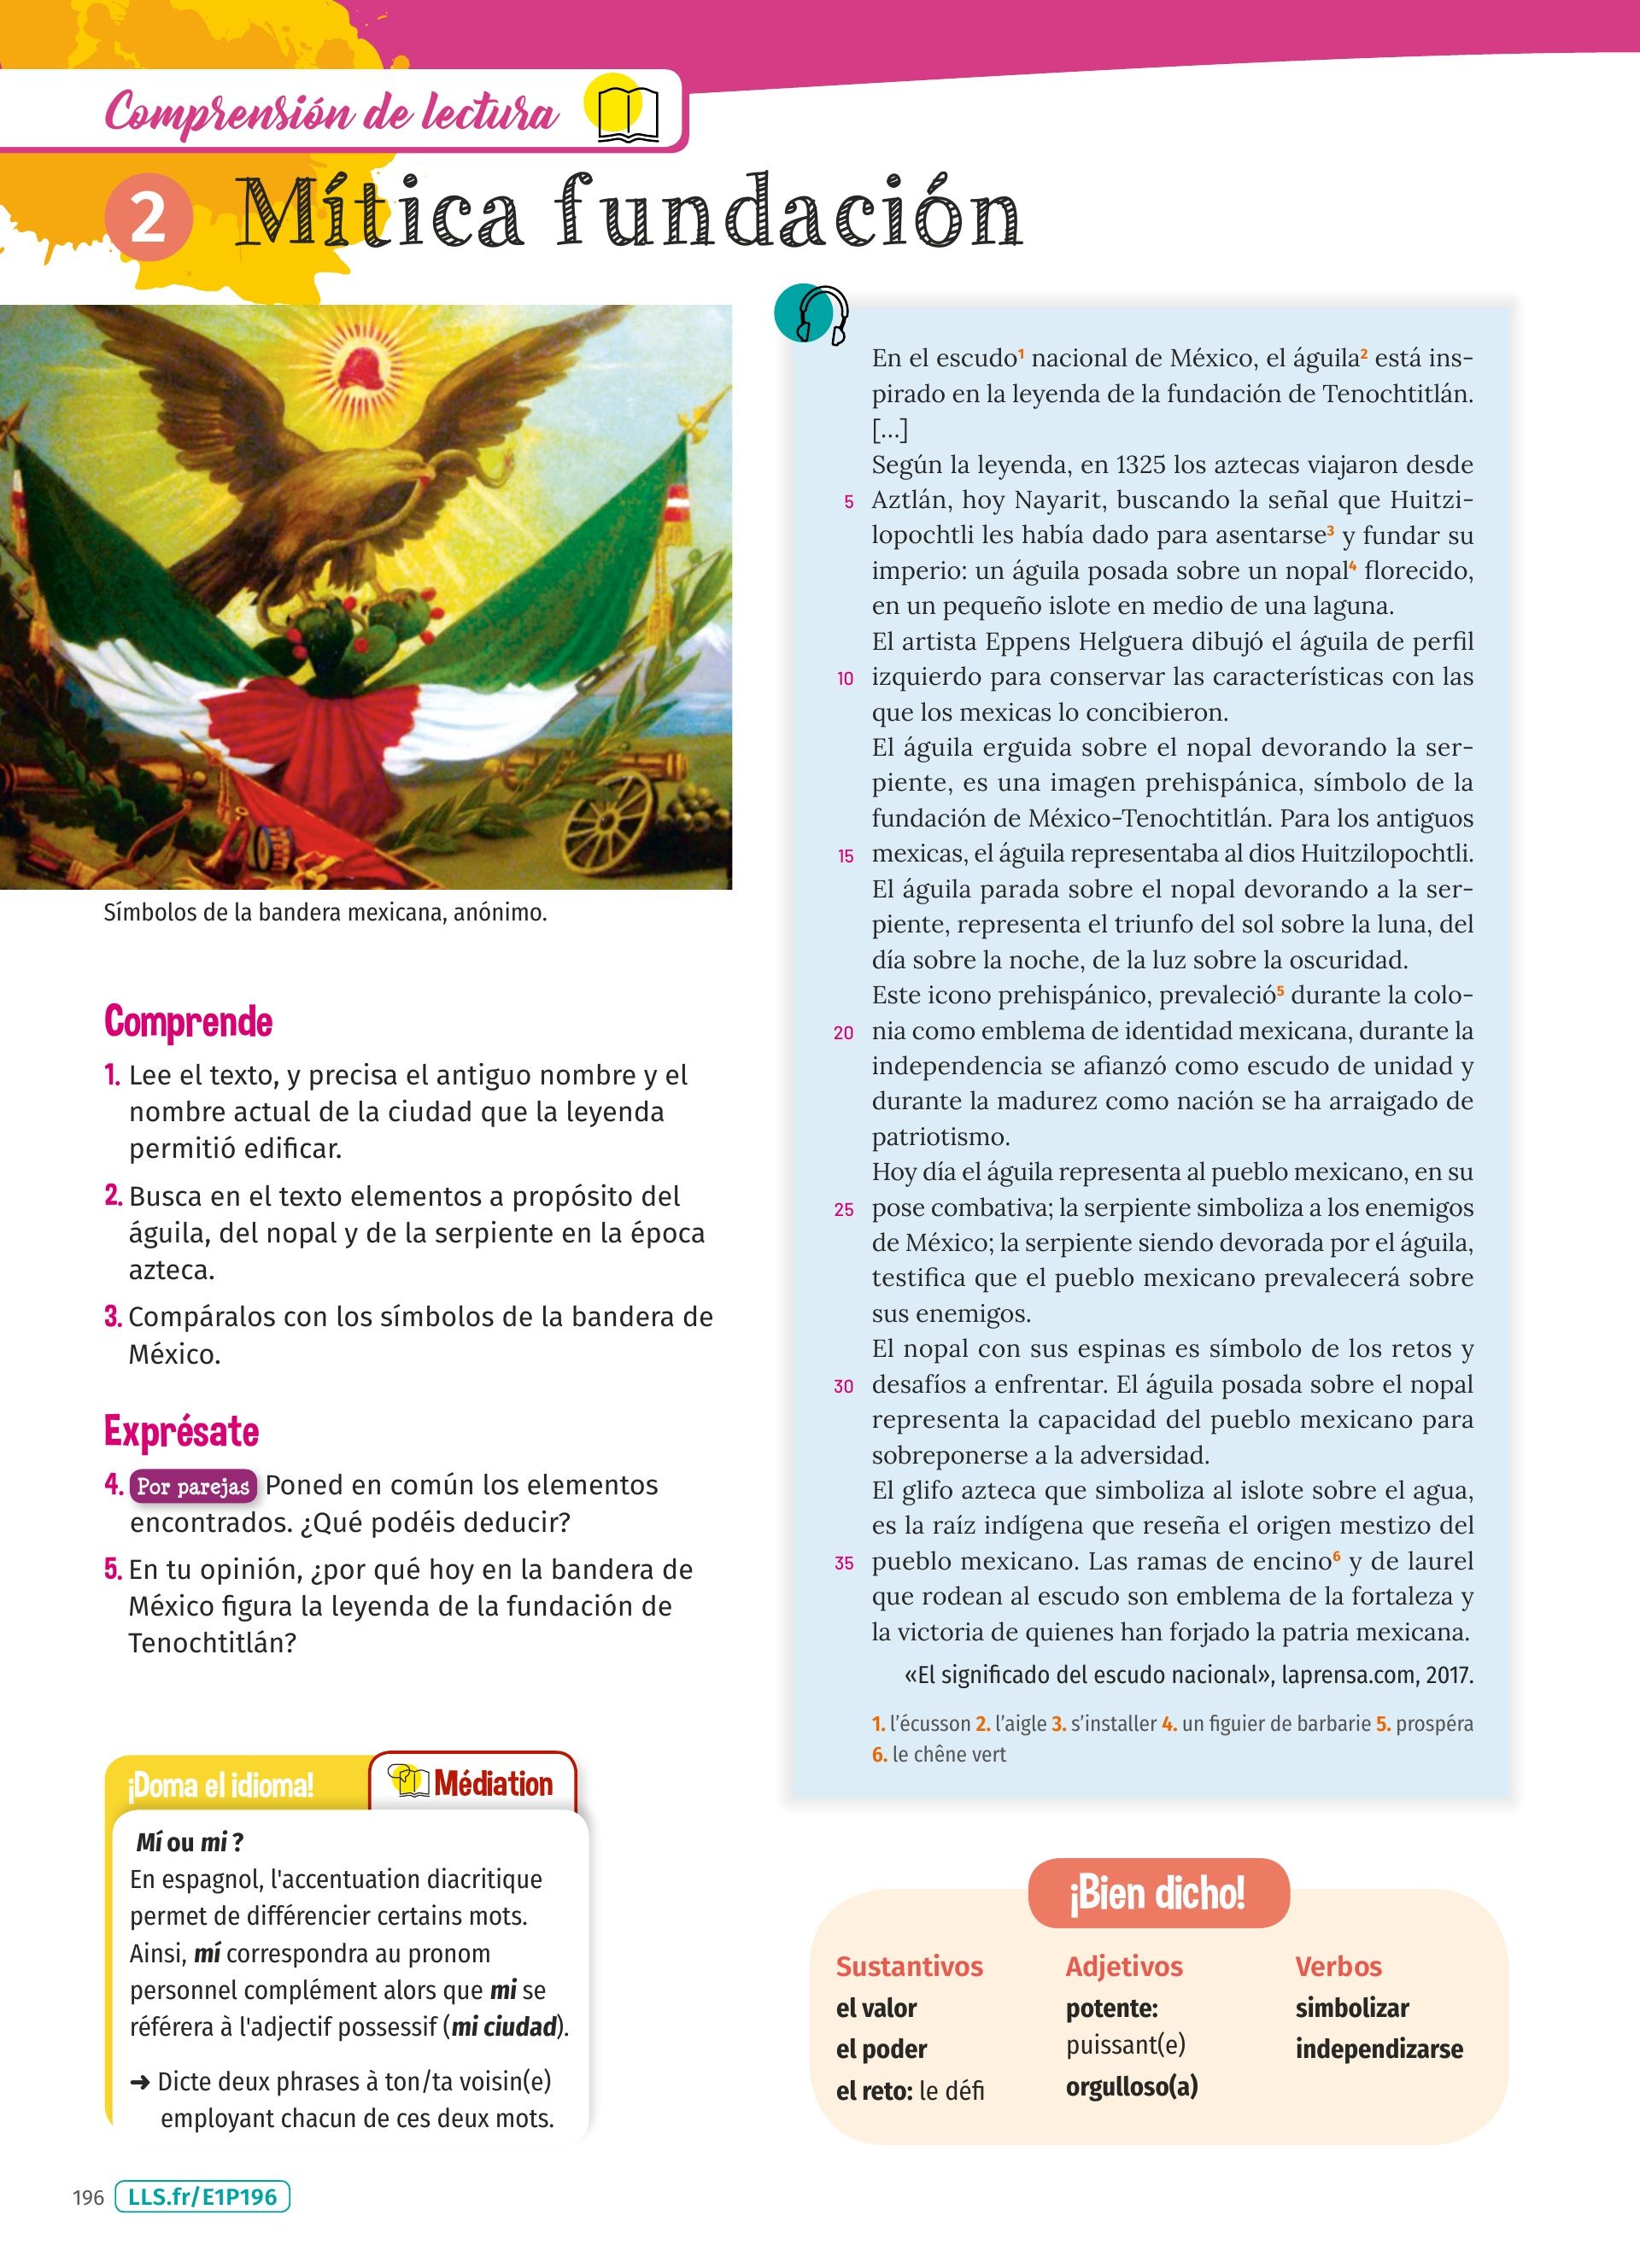 Comprensión de lectura
2 Mítica fundación
Símbolos de la bandera mexicana, anónimo.
Comprende
1. Lee el texto, y precisa el antiguo nombre y el
nombre actual de la ciudad que la leyenda
permitió edificar.
2. Busca en el texto elementos a propósito del
águila, del nopal y de la serpiente en la época
azteca.
3. Compáralos con los símbolos de la bandera de
México.
Exprésate
4. Por parejas Poned en común los elementos
encontrados. ¿Qué podéis deducir?
5. En tu opinión, ¿por qué hoy en la bandera de
México figura la leyenda de la fundación de
Tenochtitlán?
¡Doma el idioma! Médiation
Mí ou mi ?
En espagnol, l'accentuation diacritique
permet de différencier certains mots.
Ainsi, mí correspondra au pronom
personnel complément alors que mi se
référera à l'adjectif possessif (mi ciudad).
➜ Dicte deux phrases à ton/ta voisin(e)
employant chacun de ces deux mots.
En el escudo¹ nacional de México, el águila² está ins-
pirado en la leyenda de la fundación de Tenochtitlán.
[…]
Según la leyenda, en 1325 los aztecas viajaron desde
5 Aztlán, hoy Nayarit, buscando la señal que Huitzi-
lopochtli les había dado para asentarse³ y fundar su
imperio: un águila posada sobre un nopal⁴ florecido,
en un pequeño islote en medio de una laguna.
El artista Eppens Helguera dibujó el águila de perfil
10 izquierdo para conservar las características con las
que los mexicas lo concibieron.
El águila erguida sobre el nopal devorando la ser-
piente, es una imagen prehispánica, símbolo de la
fundación de México-Tenochtitlán. Para los antiguos
15 mexicas, el águila representaba al dios Huitzilopochtli.
El águila parada sobre el nopal devorando a la ser-
piente, representa el triunfo del sol sobre la luna, del
día sobre la noche, de la luz sobre la oscuridad.
Este icono prehispánico, prevaleció⁵ durante la colo-
20 nia como emblema de identidad mexicana, durante la
independencia se afianzó como escudo de unidad y
durante la madurez como nación se ha arraigado de
patriotismo.
Hoy día el águila representa al pueblo mexicano, en su
25 pose combativa; la serpiente simboliza a los enemigos
de México; la serpiente siendo devorada por el águila,
testifica que el pueblo mexicano prevalecerá sobre
sus enemigos.
El nopal con sus espinas es símbolo de los retos y
30 desafíos a enfrentar. El águila posada sobre el nopal
representa la capacidad del pueblo mexicano para
sobreponerse a la adversidad.
El glifo azteca que simboliza al islote sobre el agua,
es la raíz indígena que reseña el origen mestizo del
35 pueblo mexicano. Las ramas de encino⁶ y de laurel
que rodean al escudo son emblema de la fortaleza y
la victoria de quienes han forjado la patria mexicana.
«El significado del escudo nacional», laprensa.com, 2017.
1. l'écusson 2. l'aigle 3. s'installer 4. un figuier de barbarie 5. prospéra
6. le chêne vert
¡Bien dicho!
Sustantivos
el valor
el poder
el reto: le défi
Adjetivos
potente:
puissant(e)
orgulloso(a)
Verbos
simbolizar
independizarse
196 LLS.fr/E1P196